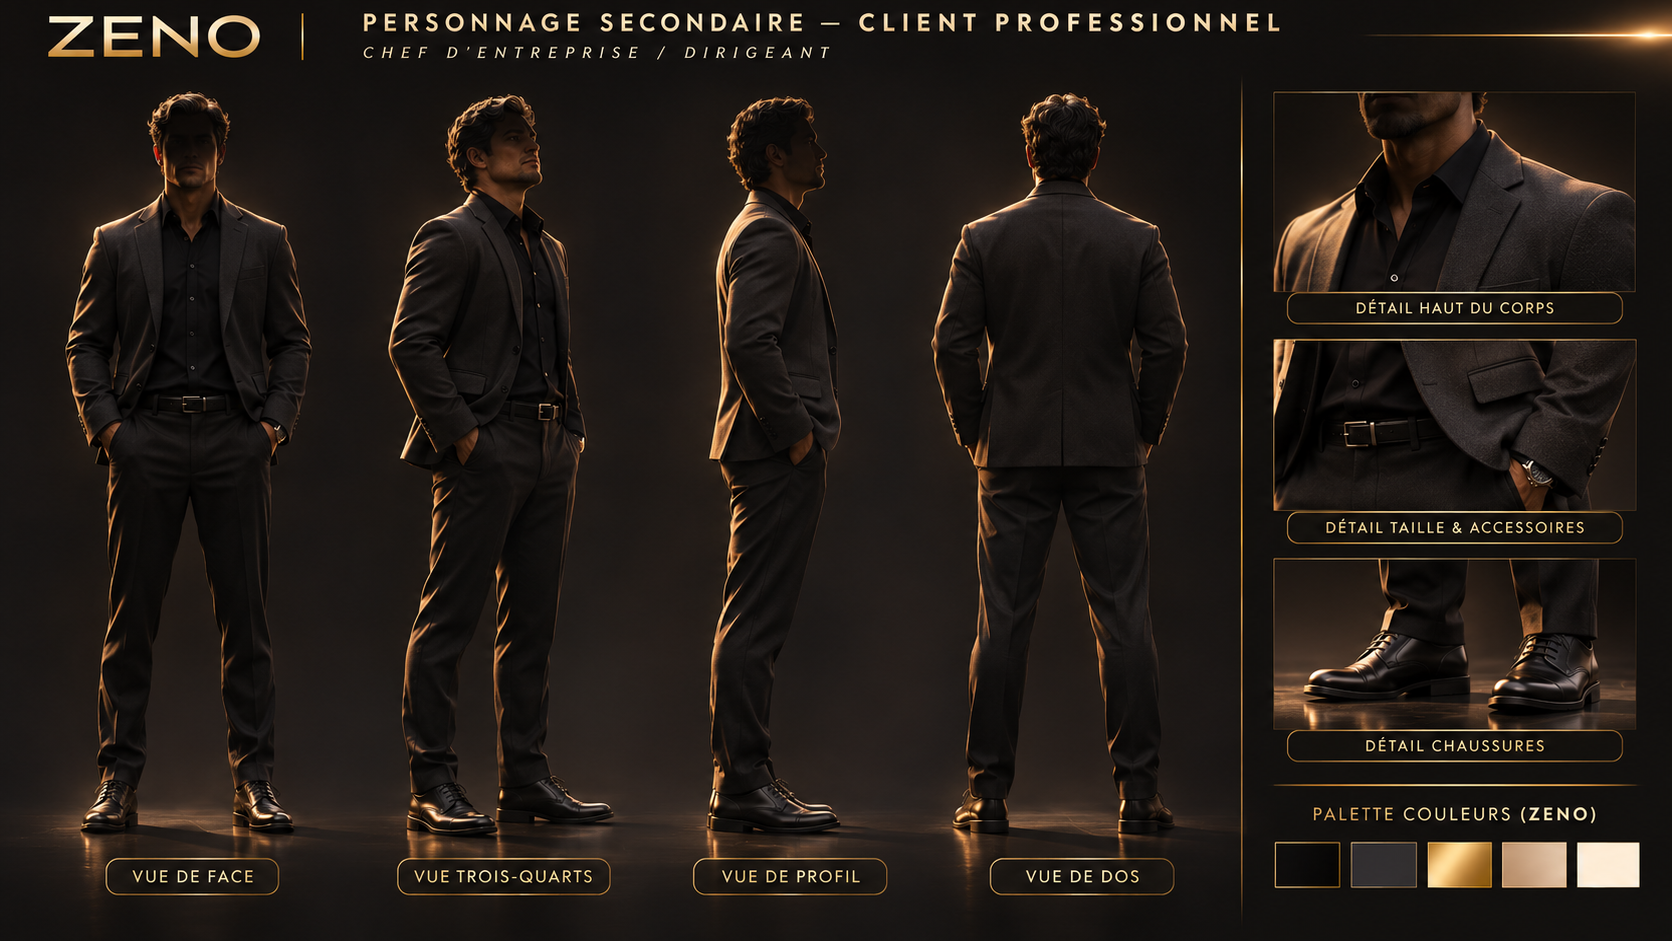 ZENO
PERSONNAGE SECONDAIRE — CLIENT PROFESSIONNEL
CHEF D'ENTREPRISE / DIRIGEANT
VUE DE FACE
VUE TROIS-QUARTS
VUE DE PROFIL
VUE DE DOS
DÉTAIL HAUT DU CORPS
DÉTAIL TAILLE & ACCESSOIRES
DÉTAIL CHAUSSURES
PALETTE COULEURS (ZENO)